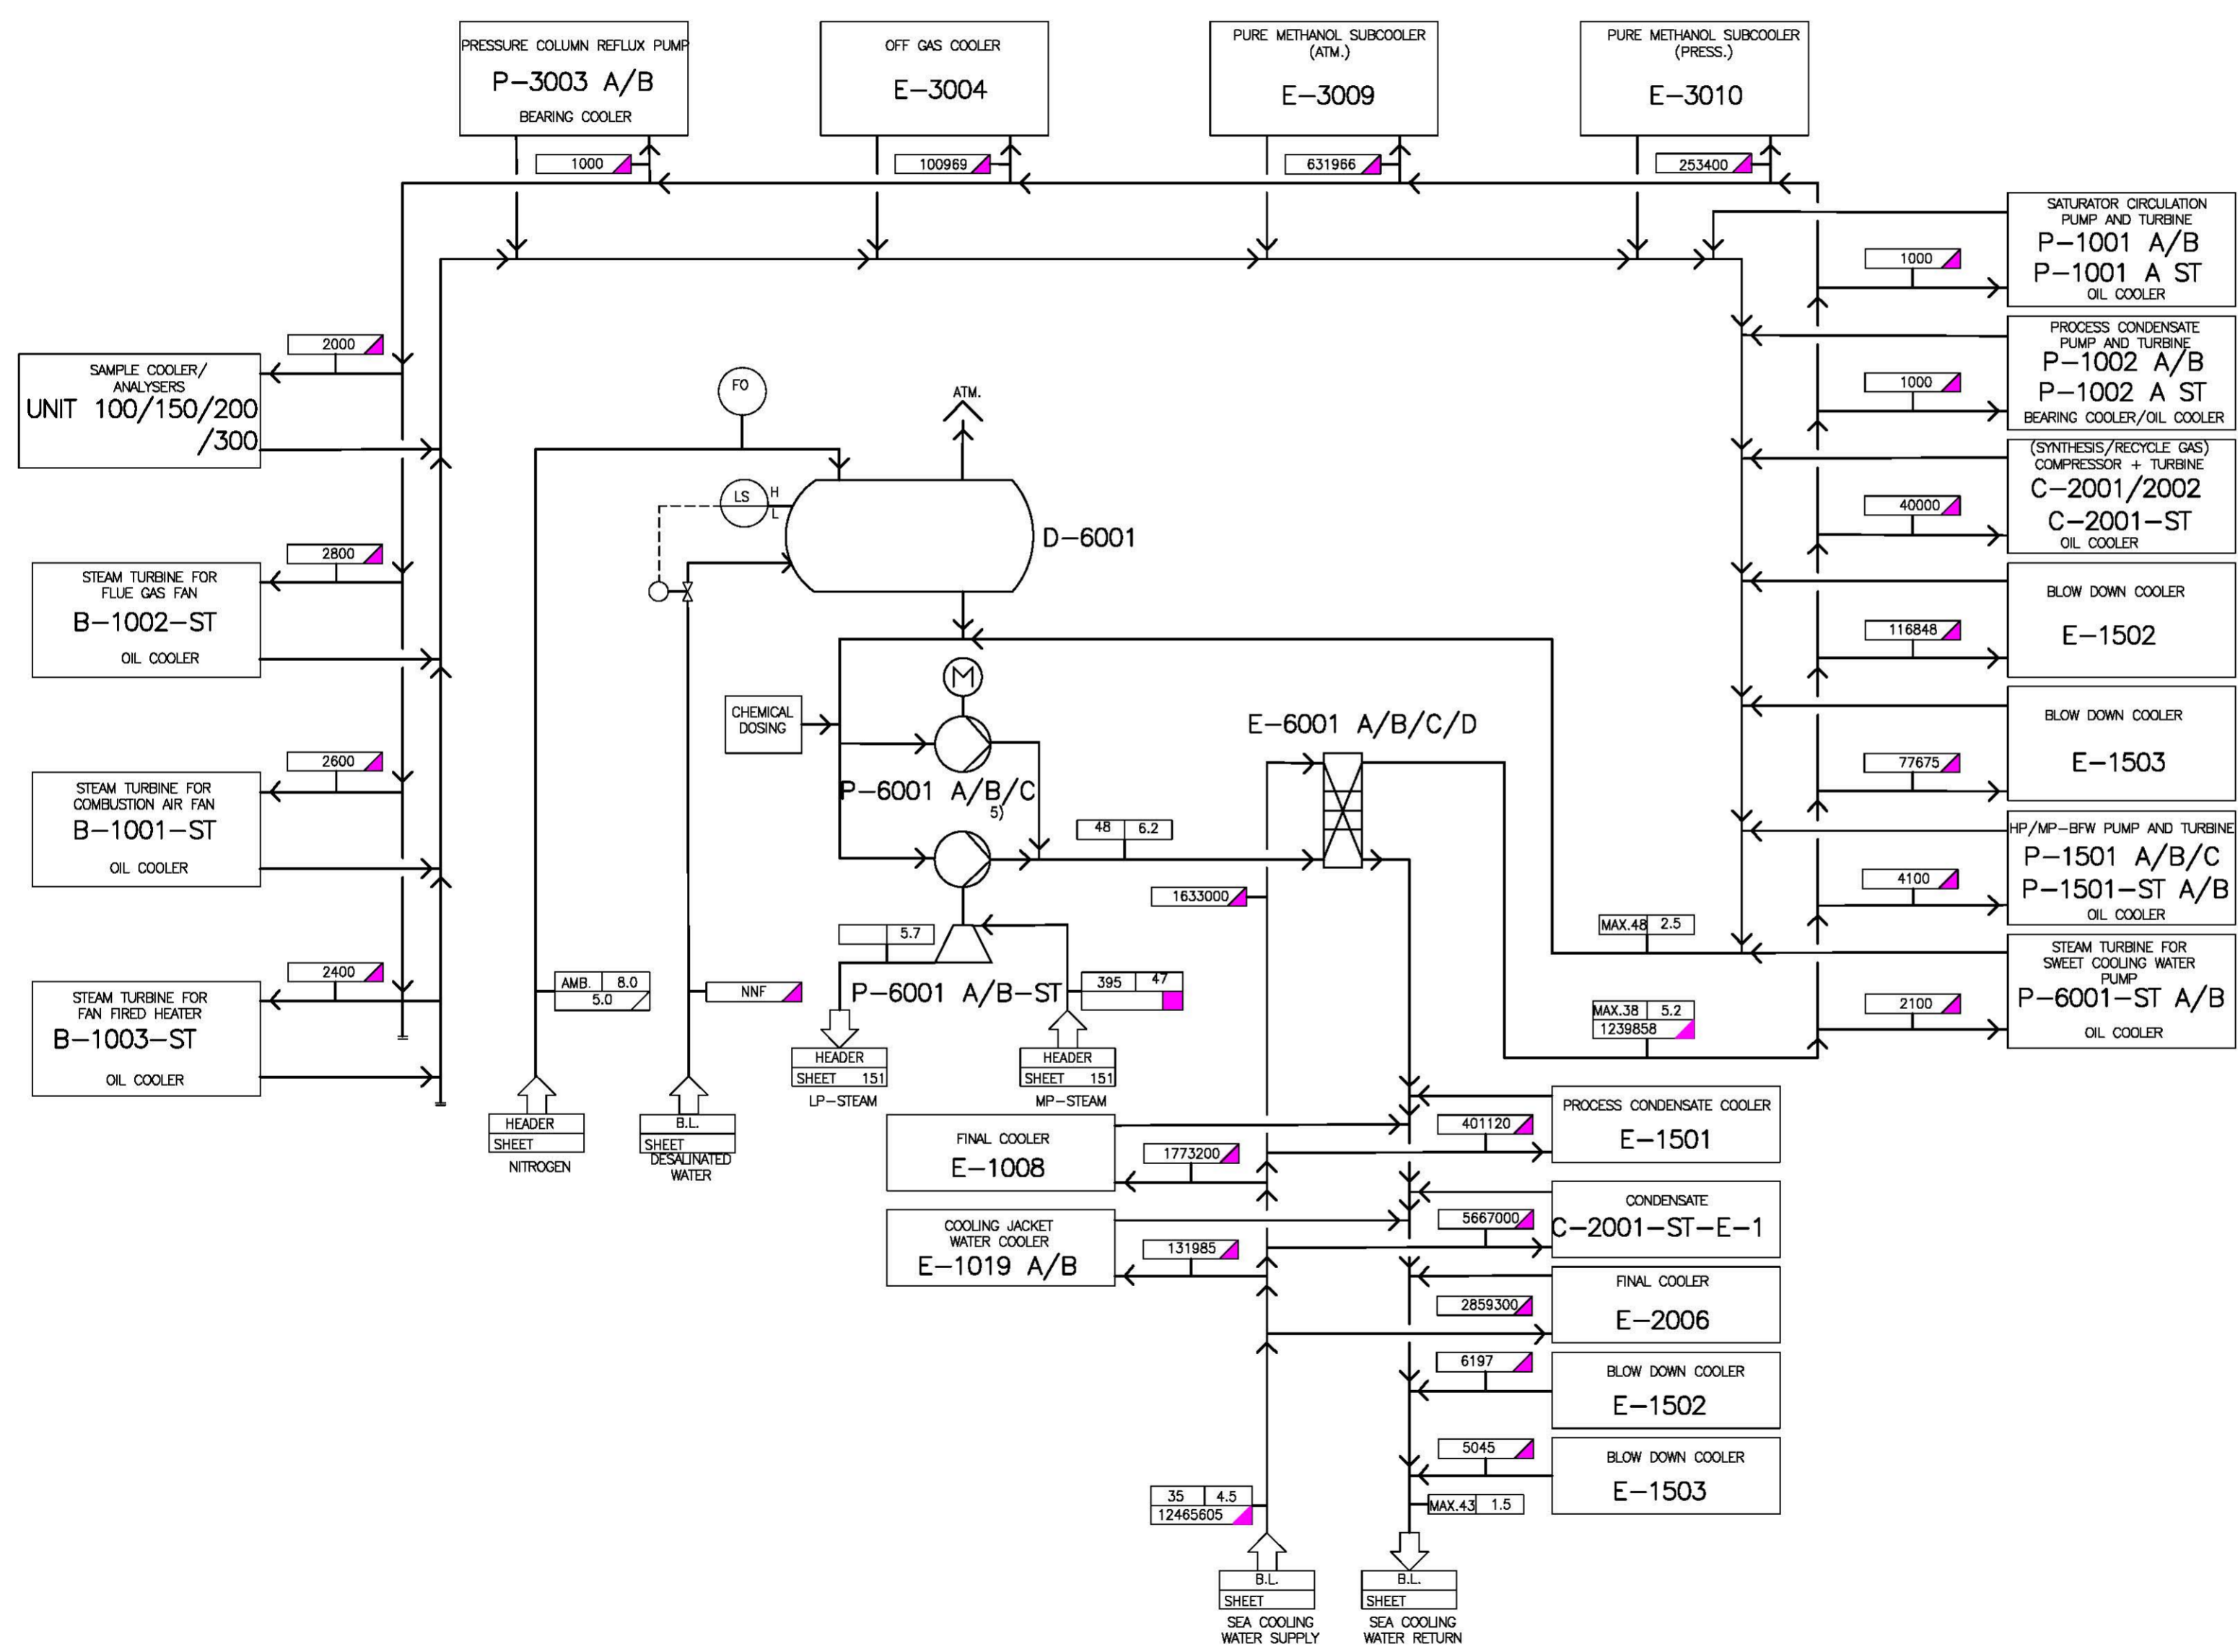 PRESSURE COLUMN REFLUX PUMP
P-3003 A/B
BEARING COOLER
1000
OFF GAS COOLER
E-3004
100969
PURE METHANOL SUBCOOLER
(ATM.)
E-3009
631966
PURE METHANOL SUBCOOLER
(PRESS.)
E-3010
253400
SATURATOR CIRCULATION
PUMP AND TURBINE
P-1001 A/B
P-1001 A ST
OIL COOLER
1000
PROCESS CONDENSATE
PUMP AND TURBINE
P-1002 A/B
P-1002 A ST
BEARING COOLER/OIL COOLER
1000
(SYNTHESIS/RECYCLE GAS)
COMPRESSOR + TURBINE
C-2001/2002
C-2001-ST
OIL COOLER
40000
BLOW DOWN COOLER
E-1502
116848
BLOW DOWN COOLER
E-1503
77675
HP/MP-BFW PUMP AND TURBINE
P-1501 A/B/C
P-1501-ST A/B
OIL COOLER
4100
STEAM TURBINE FOR
SWEET COOLING WATER
PUMP
P-6001-ST A/B
OIL COOLER
2100
2000
SAMPLE COOLER/
ANALYSERS
UNIT 100/150/200
/300
2800
STEAM TURBINE FOR
FLUE GAS FAN
B-1002-ST
OIL COOLER
2600
STEAM TURBINE FOR
COMBUSTION AIR FAN
B-1001-ST
OIL COOLER
2400
STEAM TURBINE FOR
FAN FIRED HEATER
B-1003-ST
OIL COOLER
FO
ATM.
LS
H
L
D-6001
M
CHEMICAL
DOSING
P-6001 A/B/C
5)
E-6001 A/B/C/D
48 6.2
1633000
5.7
P-6001 A/B-ST
395 47
AMB. 8.0
5.0
NNF
MAX.48 2.5
MAX.38 5.2
1239858
HEADER
SHEET 151
LP-STEAM
HEADER
SHEET 151
MP-STEAM
HEADER
SHEET
NITROGEN
B.L.
SHEET
DESALINATED
WATER
FINAL COOLER
E-1008
1773200
PROCESS CONDENSATE COOLER
E-1501
401120
COOLING JACKET
WATER COOLER
E-1019 A/B
131985
CONDENSATE
C-2001-ST-E-1
5667000
FINAL COOLER
E-2006
2859300
BLOW DOWN COOLER
E-1502
6197
BLOW DOWN COOLER
E-1503
5045
35 4.5
12465605
MAX.43 1.5
B.L.
SHEET
SEA COOLING
WATER SUPPLY
B.L.
SHEET
SEA COOLING
WATER RETURN